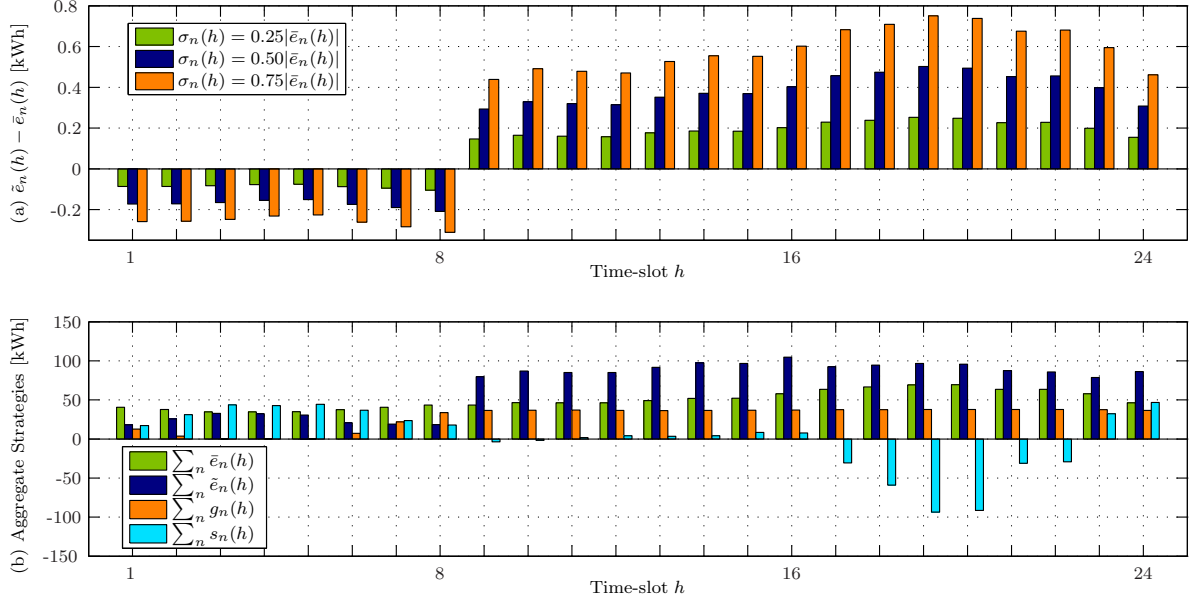 0.8
0.6
0.4
0.2
0
-0.2
(a) ẽₙ(h) − ēₙ(h) [kWh]
σₙ(h) = 0.25|ēₙ(h)|
σₙ(h) = 0.50|ēₙ(h)|
σₙ(h) = 0.75|ēₙ(h)|
1 8 16 24
Time-slot h
150
100
50
0
-50
-100
-150
(b) Aggregate Strategies [kWh]
∑ₙ ēₙ(h)
∑ₙ ẽₙ(h)
∑ₙ gₙ(h)
∑ₙ sₙ(h)
1 8 16 24
Time-slot h